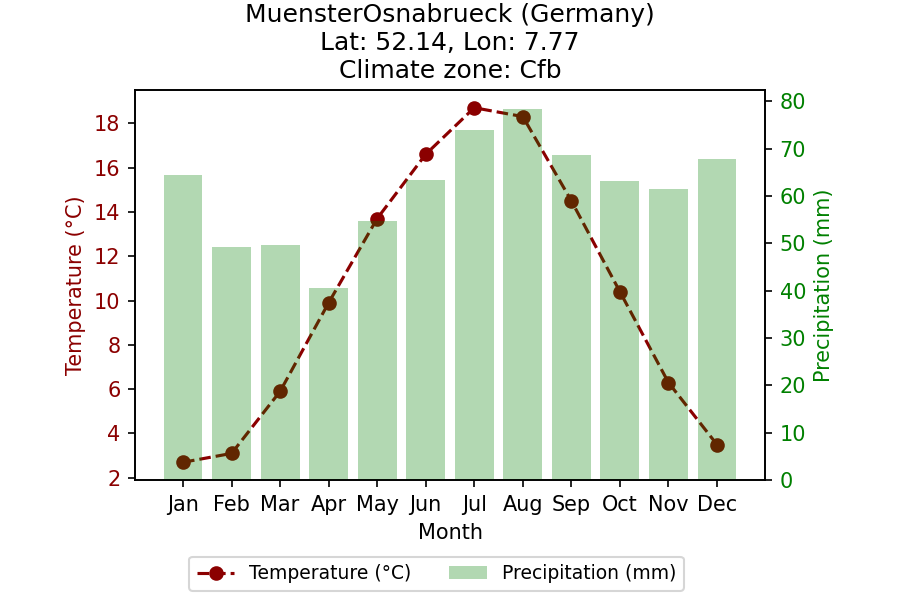 MuensterOsnabrueck (Germany)
Lat: 52.14, Lon: 7.77
Climate zone: Cfb
Temperature (°C)
18
16
14
12
10
8
6
4
2
80
70
60
50
40
30
20
10
0
Precipitation (mm)
Jan Feb Mar Apr May Jun Jul Aug Sep Oct Nov Dec
Month
Temperature (°C) Precipitation (mm)